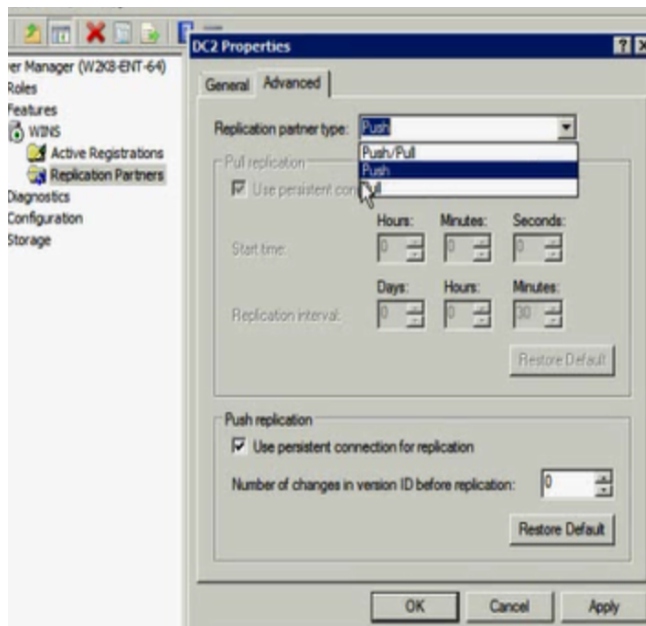 DC2 Properties
er Manager (W2K8-ENT-64)
Roles
Features
WINS
Active Registrations
Replication Partners
Diagnostics
Configuration
Storage
General Advanced
Replication partner type: Push
Push/Pull
Push
Pull
Pull replication
Use persistent con
Hours: Minutes: Seconds:
Start time: 0 0 0
Days: Hours: Minutes:
Replication interval: 0 0 30
Restore Default
Push replication
Use persistent connection for replication
Number of changes in version ID before replication: 0
Restore Default
OK Cancel Apply